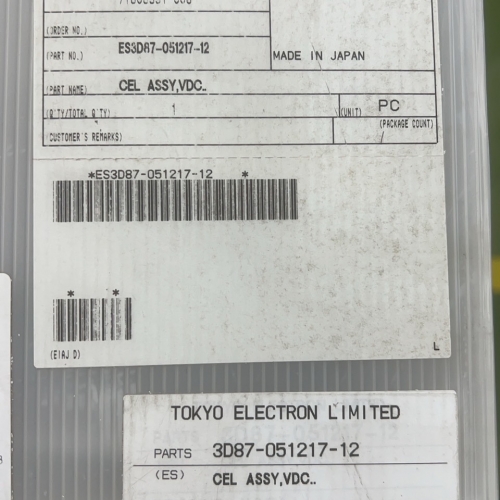 (ORDER NO.)
(PART NO.) ES3D87-051217-12
MADE IN JAPAN
(PART NAME) CEL ASSY,VDC..
(Q'TY/TOTAL Q'TY) 1 (UNIT) PC
(PACKAGE COUNT)
(CUSTOMER'S REMARKS)
*ES3D87-051217-12 *
* *
(EIAJ D) L
TOKYO ELECTRON LIMITED
PARTS 3D87-051217-12
(ES) CEL ASSY,VDC..